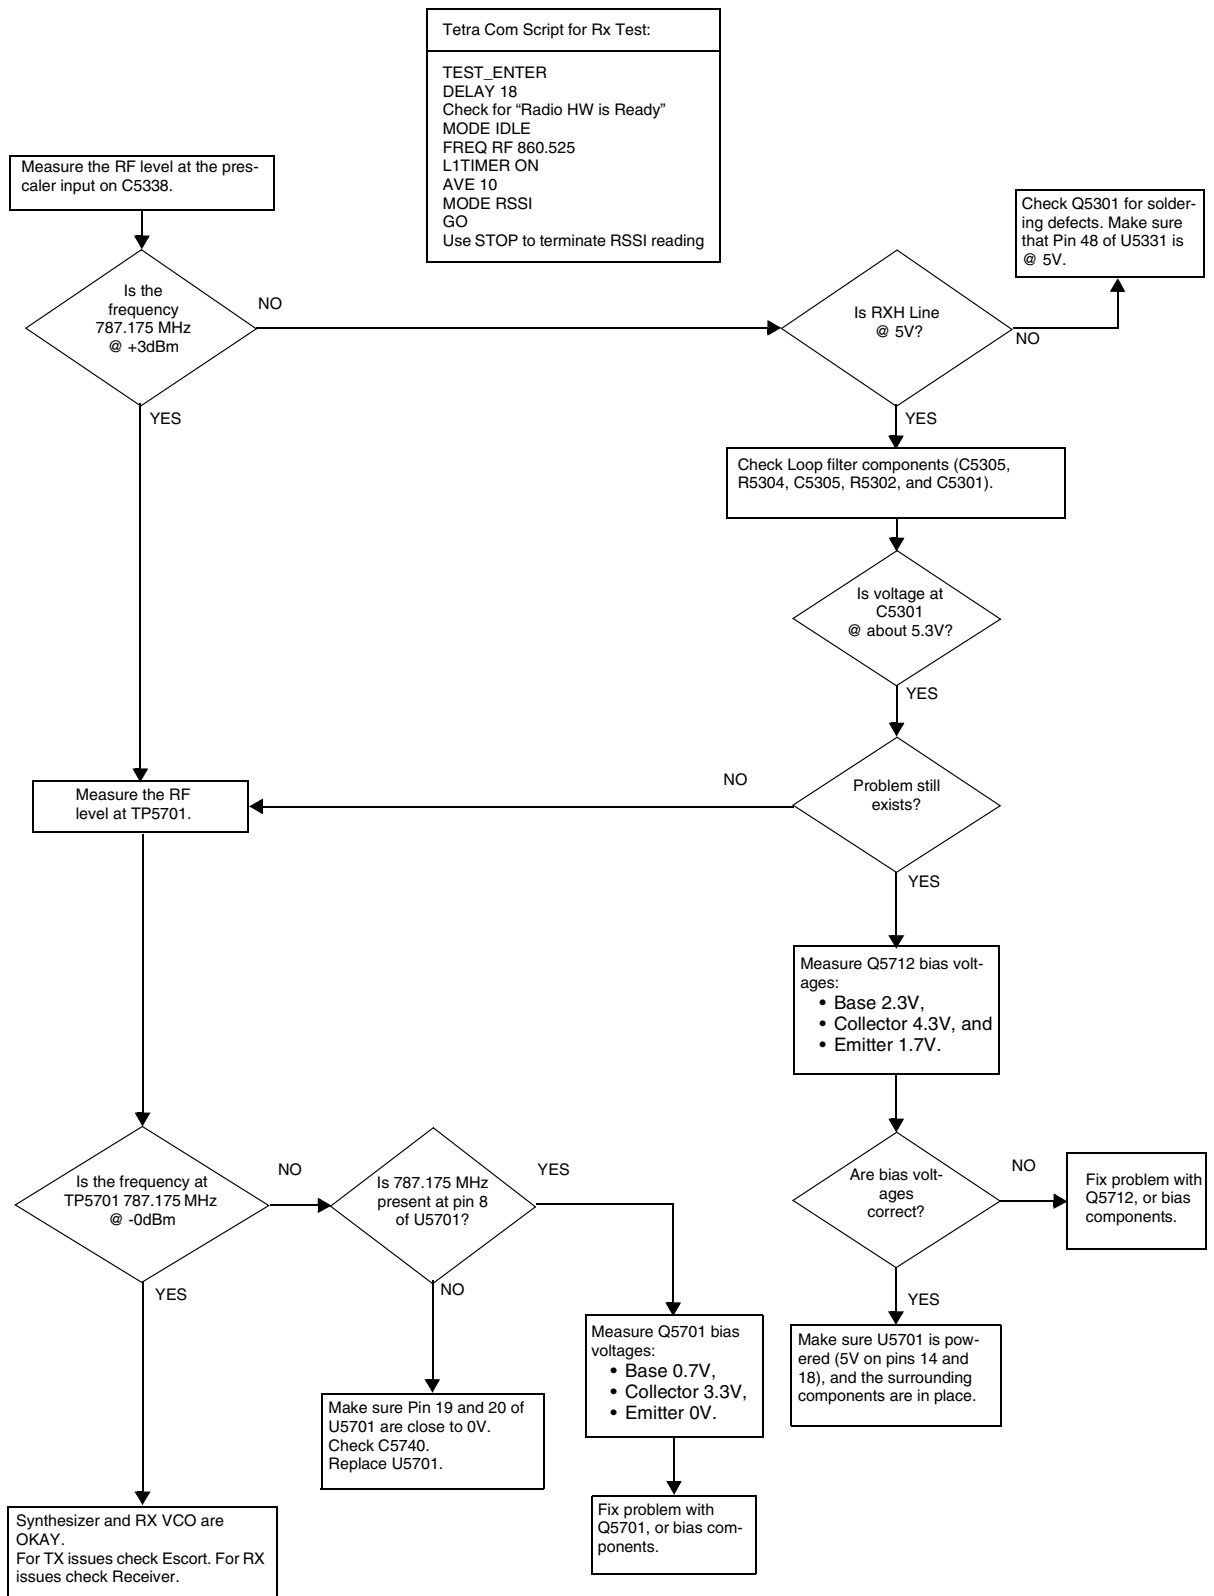 Tetra Com Script for Rx Test:
TEST_ENTER
DELAY 18
Check for “Radio HW is Ready”
MODE IDLE
FREQ RF 860.525
L1TIMER ON
AVE 10
MODE RSSI
GO
Use STOP to terminate RSSI reading
Measure the RF level at the pres-
caler input on C5338.
Check Q5301 for solder-
ing defects. Make sure
that Pin 48 of U5331 is
@ 5V.
Is the
frequency
787.175 MHz
@ +3dBm
NO
YES
Is RXH Line
@ 5V?
NO
YES
Check Loop filter components (C5305,
R5304, C5305, R5302, and C5301).
Is voltage at
C5301
@ about 5.3V?
YES
Problem still
exists?
NO
YES
Measure the RF
level at TP5701.
Measure Q5712 bias volt-
ages:
• Base 2.3V,
• Collector 4.3V, and
• Emitter 1.7V.
Is the frequency at
TP5701 787.175 MHz
@ -0dBm
NO
YES
Is 787.175 MHz
present at pin 8
of U5701?
YES
NO
Are bias volt-
ages
correct?
NO
YES
Fix problem with
Q5712, or bias
components.
Measure Q5701 bias
voltages:
• Base 0.7V,
• Collector 3.3V,
• Emitter 0V.
Make sure U5701 is pow-
ered (5V on pins 14 and
18), and the surrounding
components are in place.
Make sure Pin 19 and 20 of
U5701 are close to 0V.
Check C5740.
Replace U5701.
Fix problem with
Q5701, or bias com-
ponents.
Synthesizer and RX VCO are
OKAY.
For TX issues check Escort. For RX
issues check Receiver.